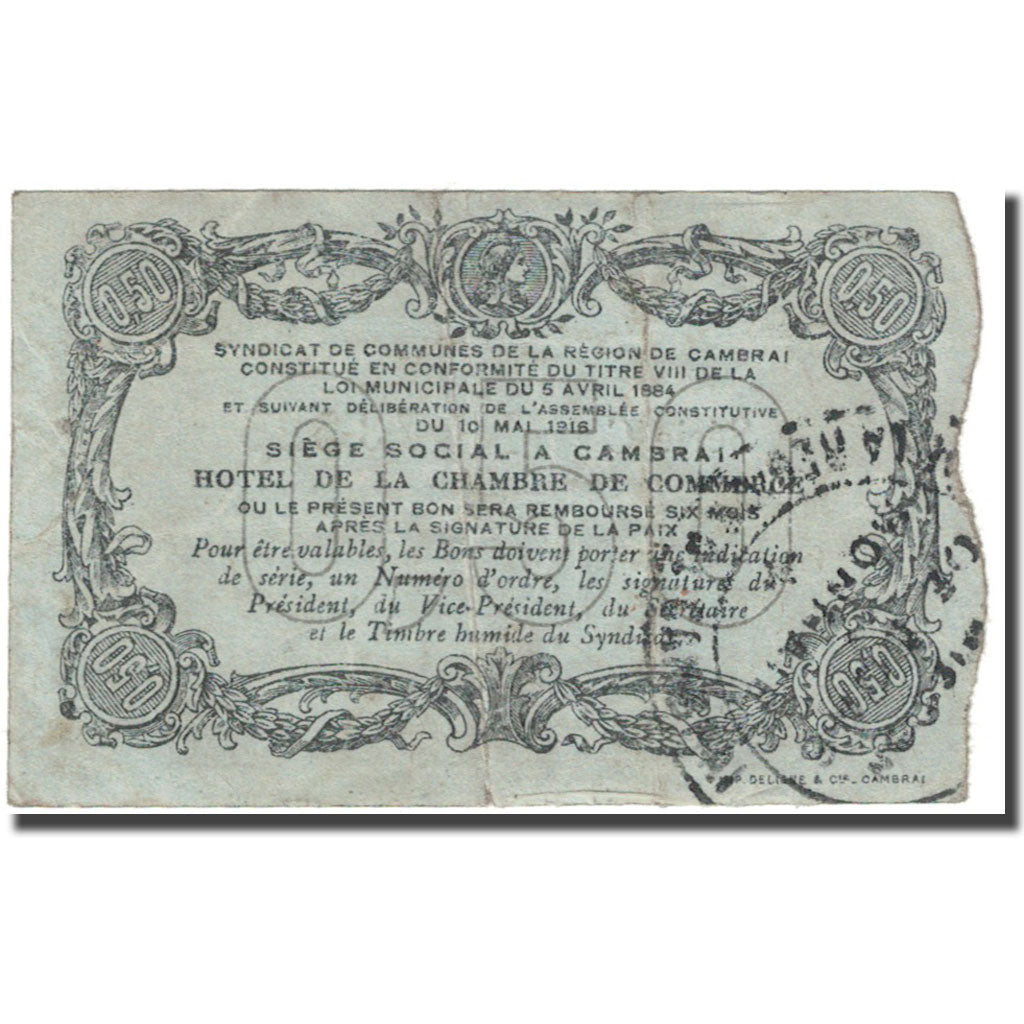 0.50 0.50
SYNDICAT DE COMMUNES DE LA RÉGION DE CAMBRAI
CONSTITUÉ EN CONFORMITÉ DU TITRE VIII DE LA
LOI MUNICIPALE DU 5 AVRIL 1884
ET SUIVANT DÉLIBÉRATION DE L'ASSEMBLÉE CONSTITUTIVE
DU 10 MAI 1916
SIÈGE SOCIAL A CAMBRAI
HOTEL DE LA CHAMBRE DE COMMERCE
OU LE PRÉSENT BON SERA REMBOURSÉ SIX MOIS
APRÈS LA SIGNATURE DE LA PAIX
0.50
Pour être valables, les Bons doivent porter une indication
de série, un Numéro d'ordre, les signatures du
Président, du Vice-Président, du Secrétaire
et le Timbre humide du Syndicat.
0.50 0.50
IMP. DELIGNE & Cie_ CAMBRAI